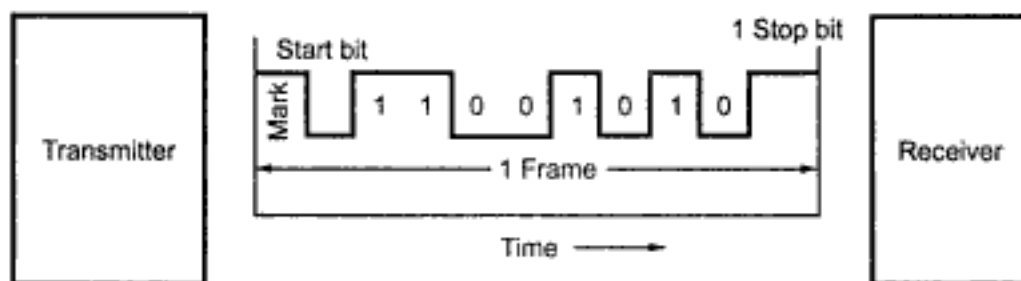 1 Stop bit
Start bit
Mark
1 1 0 0 1 0 1 0
Transmitter
Receiver
1 Frame
Time